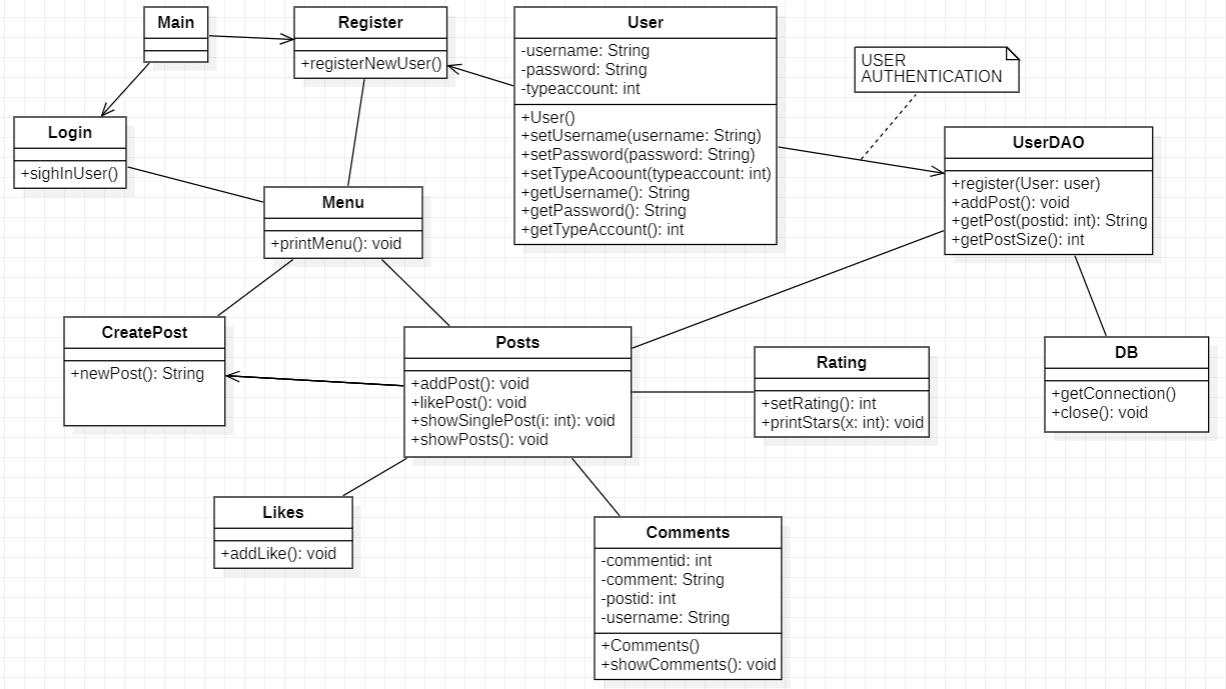 Main
Register
+registerNewUser()
User
-username: String
-password: String
-typeaccount: int
+User()
+setUsername(username: String)
+setPassword(password: String)
+setTypeAcoount(typeaccount: int)
+getUsername(): String
+getPassword(): String
+getTypeAccount(): int
USER
AUTHENTICATION
Login
+sighInUser()
UserDAO
+register(User: user)
+addPost(): void
+getPost(postid: int): String
+getPostSize(): int
Menu
+printMenu(): void
CreatePost
+newPost(): String
Posts
+addPost(): void
+likePost(): void
+showSinglePost(i: int): void
+showPosts(): void
Rating
+setRating(): int
+printStars(x: int): void
DB
+getConnection()
+close(): void
Likes
+addLike(): void
Comments
-commentid: int
-comment: String
-postid: int
-username: String
+Comments()
+showComments(): void